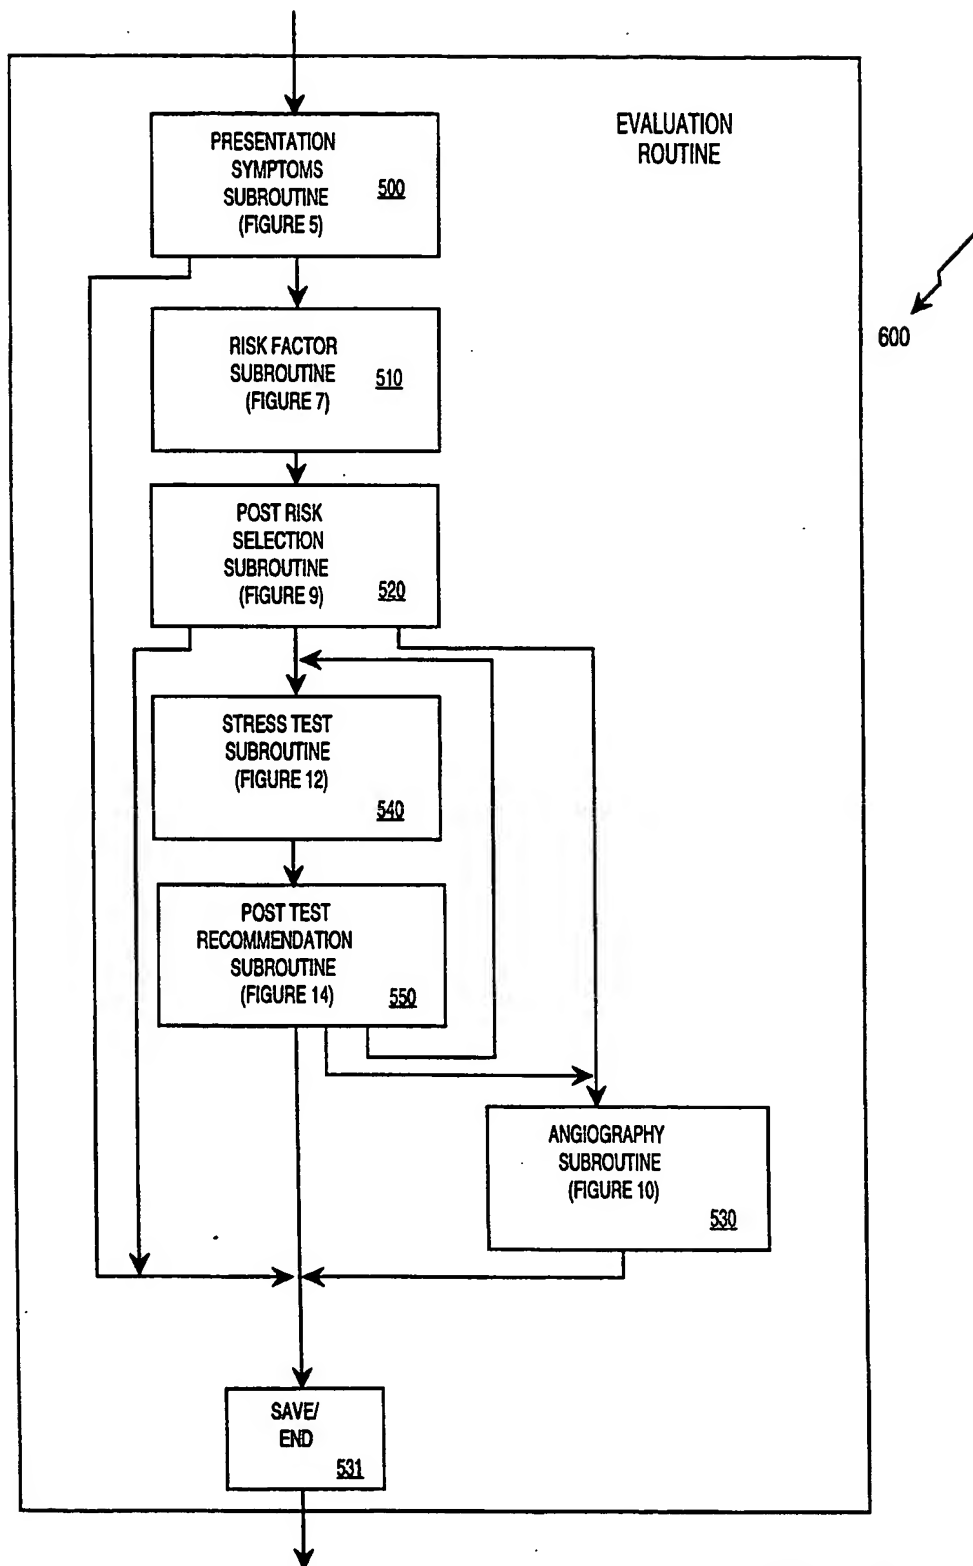 EVALUATION
ROUTINE
PRESENTATION
SYMPTOMS
SUBROUTINE
(FIGURE 5)
500
600
RISK FACTOR
SUBROUTINE
(FIGURE 7)
510
POST RISK
SELECTION
SUBROUTINE
(FIGURE 9)
520
STRESS TEST
SUBROUTINE
(FIGURE 12)
540
POST TEST
RECOMMENDATION
SUBROUTINE
(FIGURE 14)
550
ANGIOGRAPHY
SUBROUTINE
(FIGURE 10)
530
SAVE/
END
531